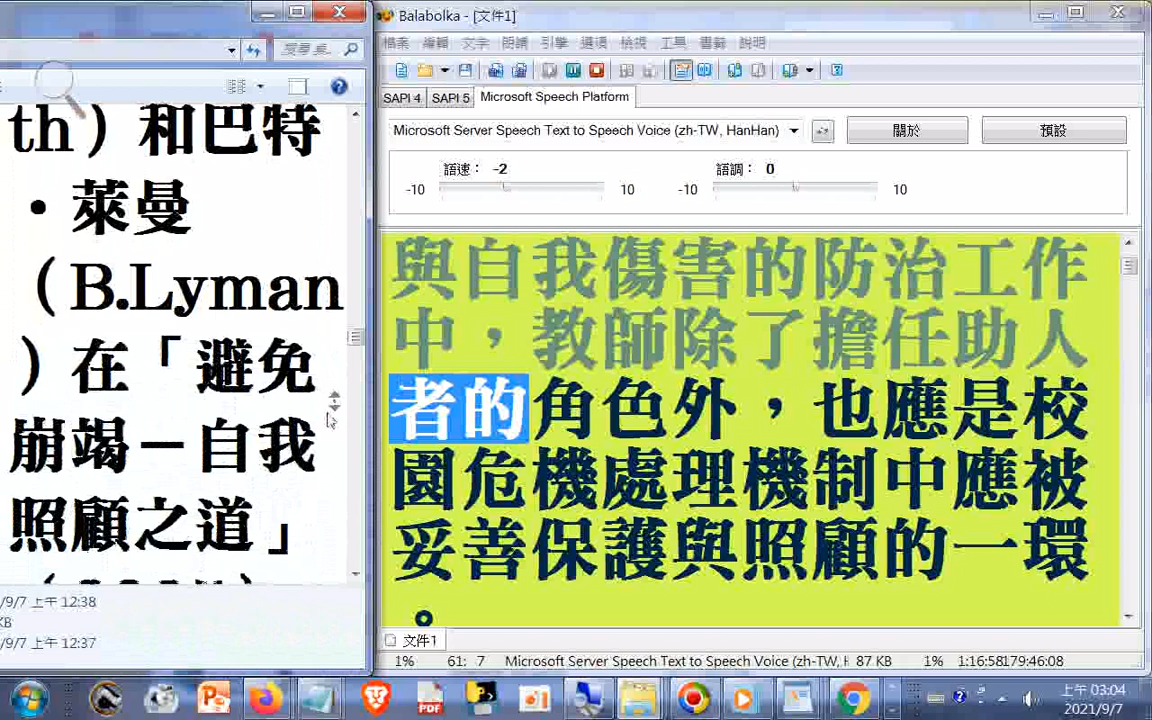 搜尋桌.
th）和巴特
・萊曼
（B.Lyman
）在「避免
崩竭－自我
照顧之道」
/9/7 上午 12:38
KB
/9/7 上午 12:37
Balabolka - [文件1]
檔案 編輯 文字 朗讀 引擎 選項 檢視 工具 書籤 說明
SAPI 4 SAPI 5 Microsoft Speech Platform
Microsoft Server Speech Text to Speech Voice (zh-TW, HanHan) 關於 預設
語速： -2 語調： 0
-10 10 -10 10
與自我傷害的防治工作
中，教師除了擔任助人
者的角色外，也應是校
園危機處理機制中應被
妥善保護與照顧的一環
。
文件1
1% 61: 7 Microsoft Server Speech Text to Speech Voice (zh-TW, H 87 KB 1% 1:16:58179:46:08
PDF
上午 03:04
2021/9/7